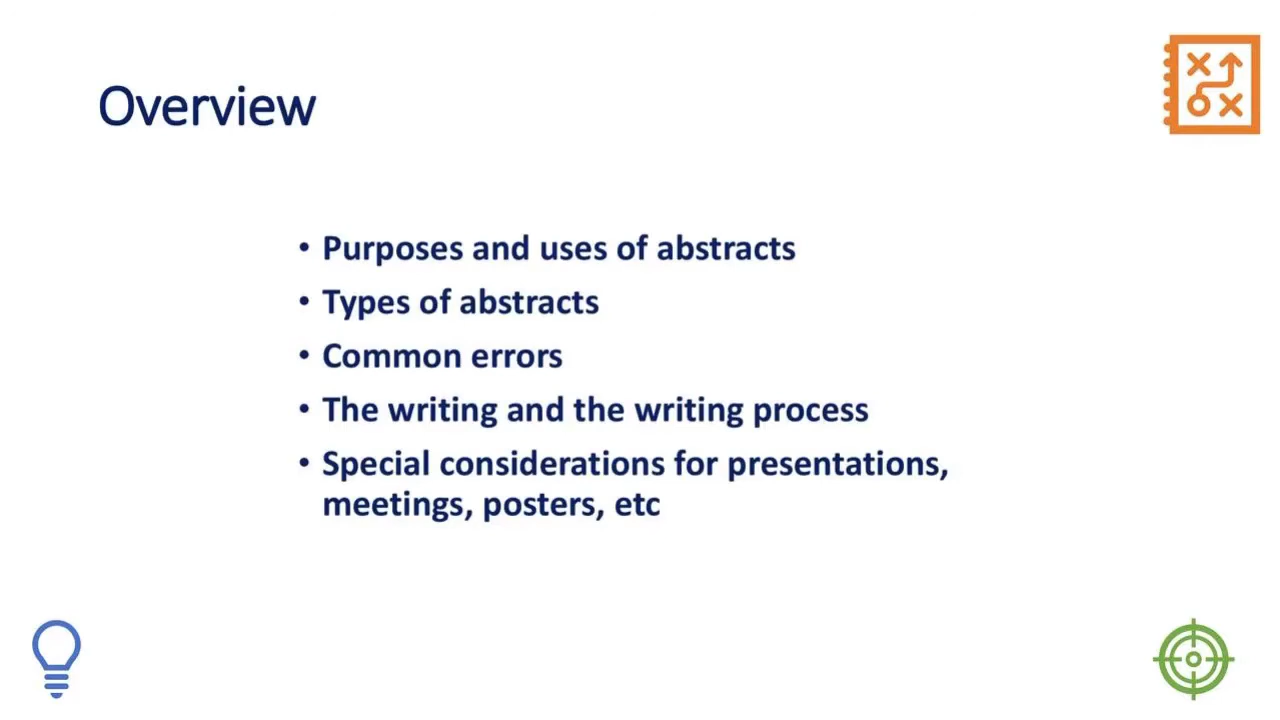 Overview
• Purposes and uses of abstracts
• Types of abstracts
• Common errors
• The writing and the writing process
• Special considerations for presentations,
meetings, posters, etc